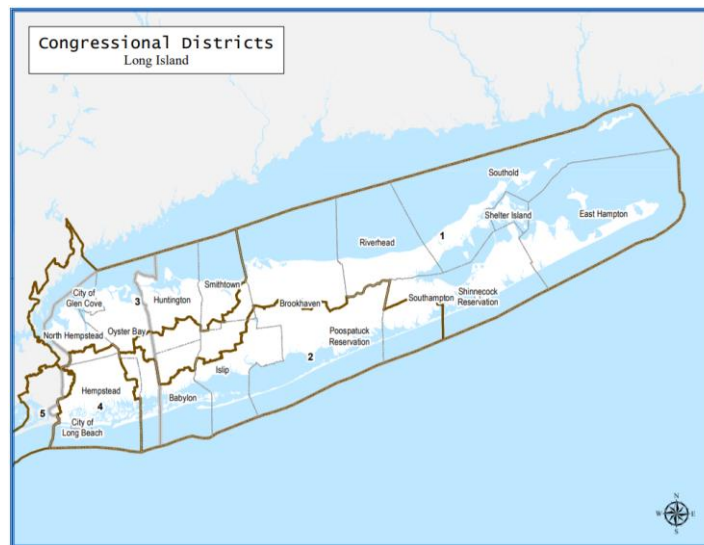 Congressional Districts
Long Island
Southold
Shelter Island
East Hampton
1
Riverhead
Shinnecock
Reservation
Southampton
Smithtown
Huntington
3
City of
Glen Cove
Oyster Bay
North Hempstead
Brookhaven
Poospatuck
Reservation
2
Islip
Babylon
Hempstead
4
5
City of
Long Beach
N
W
E
S